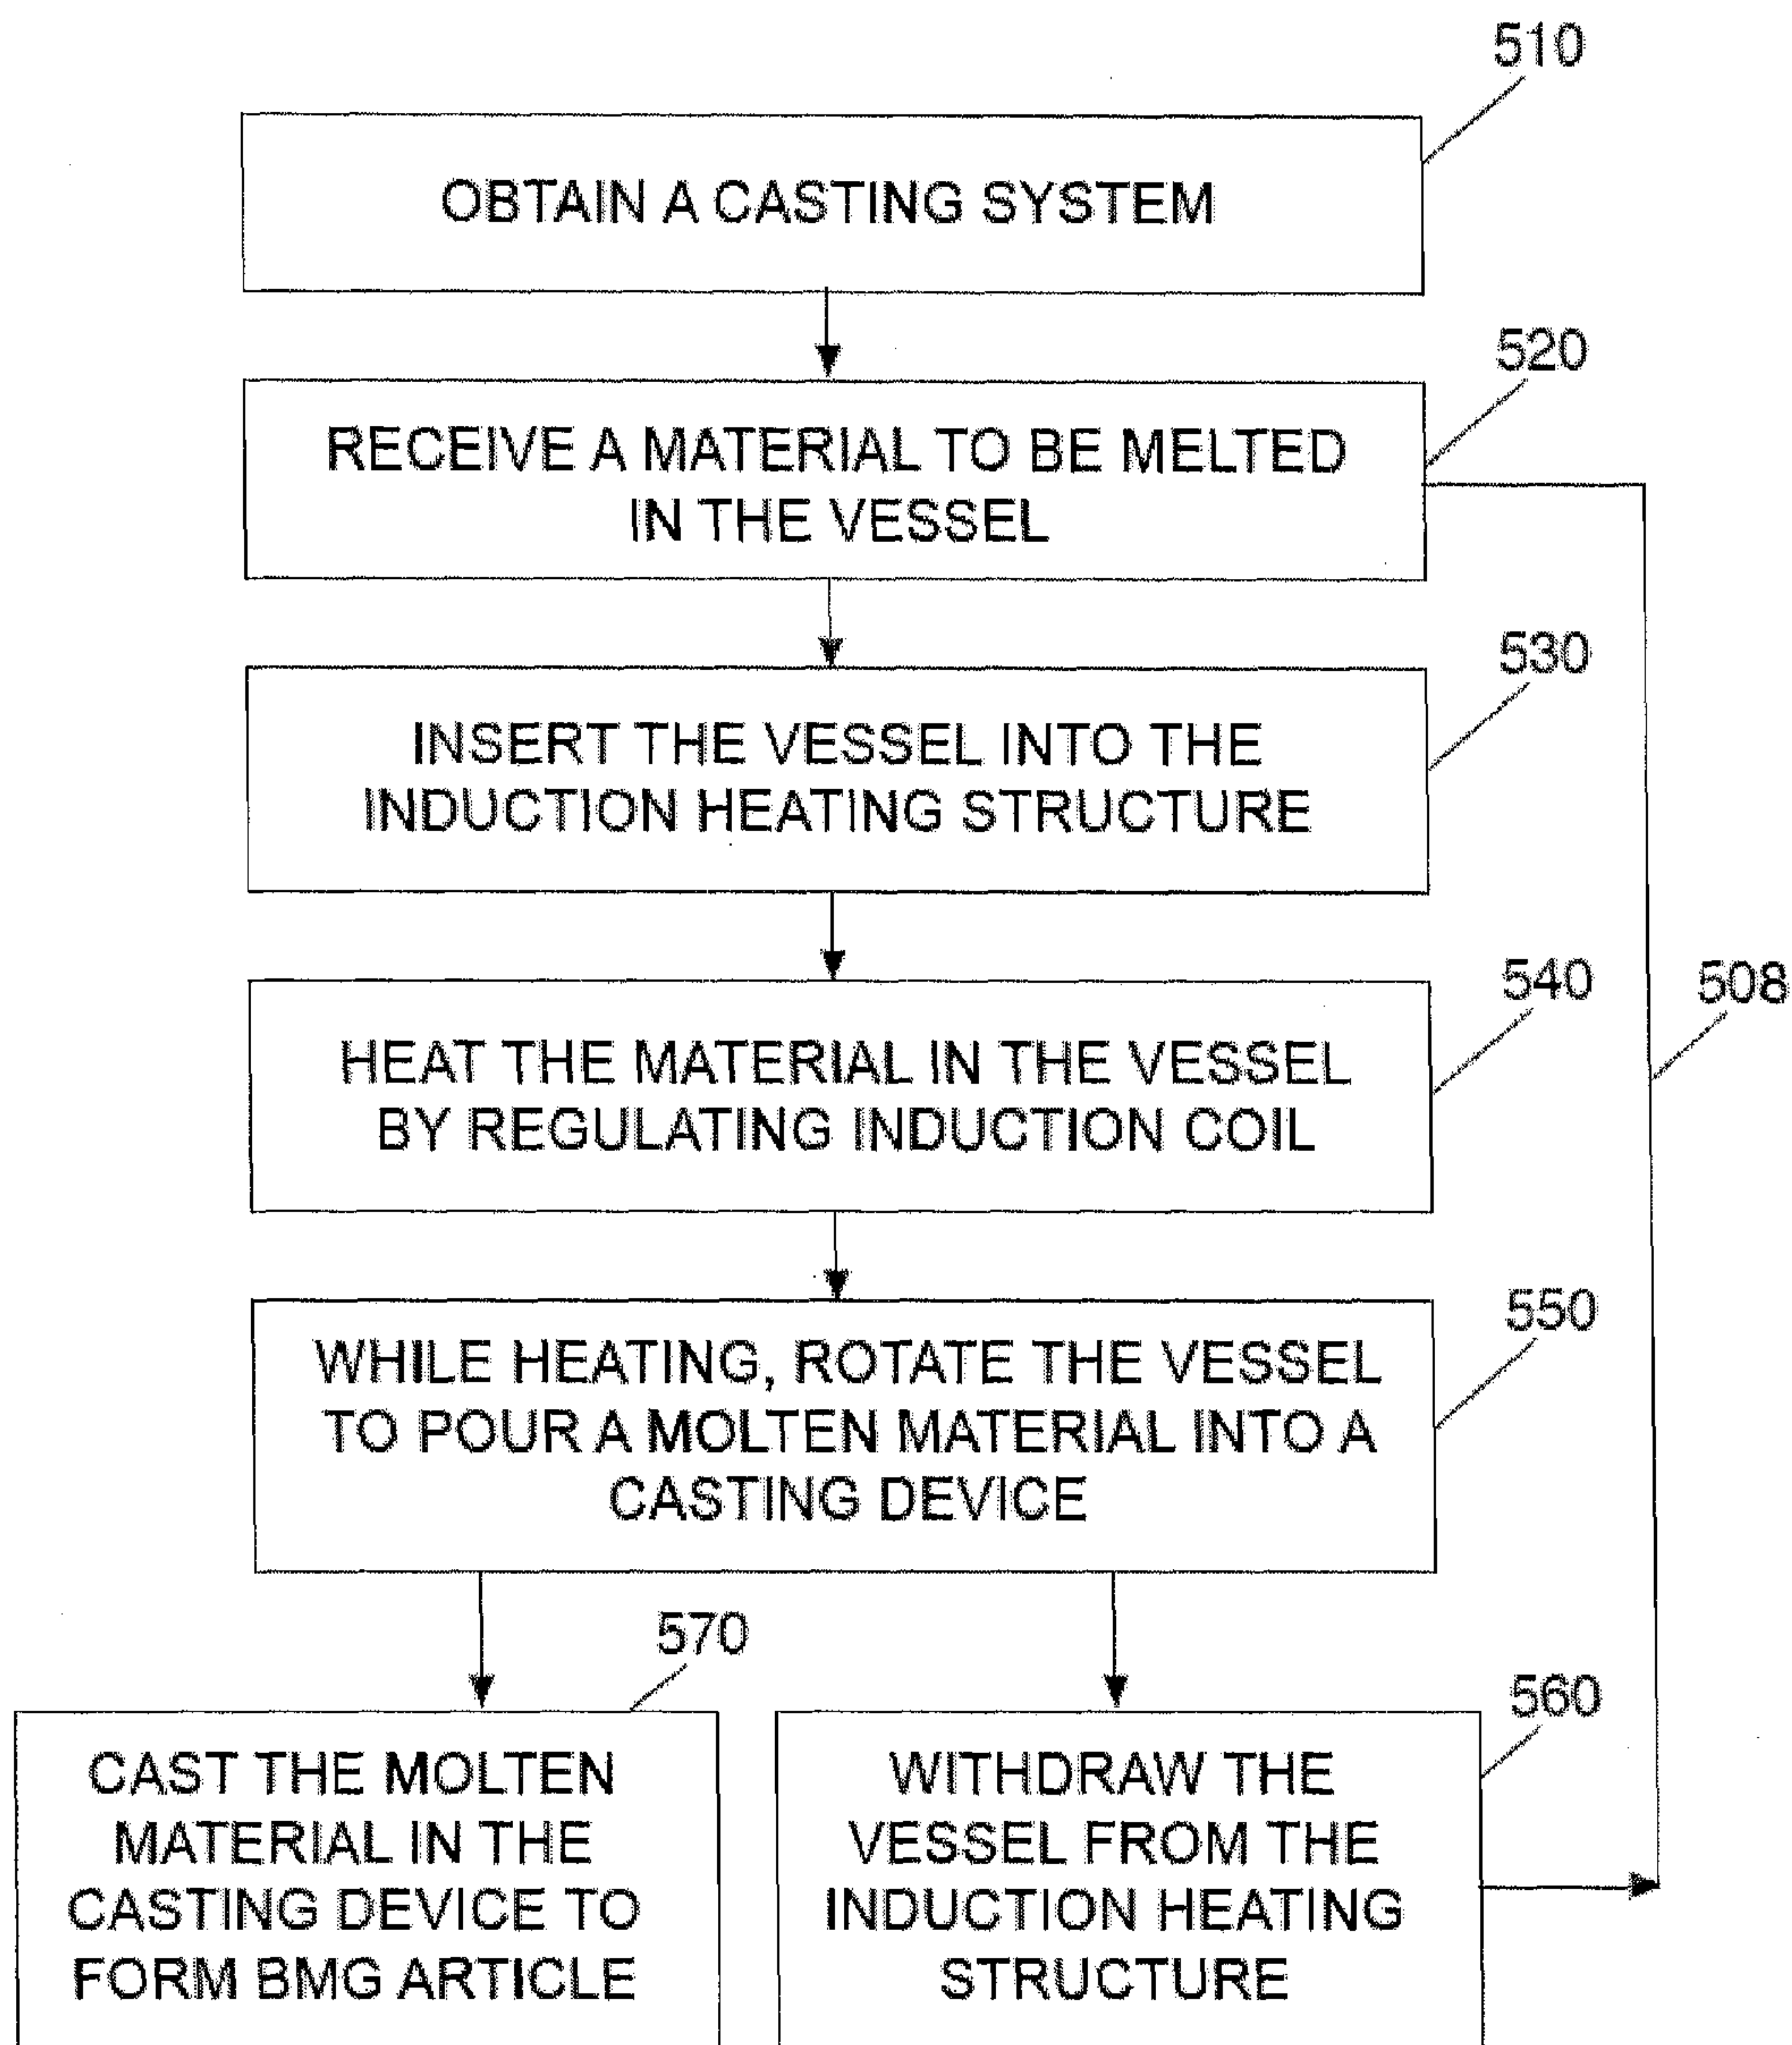 510
OBTAIN A CASTING SYSTEM
520
RECEIVE A MATERIAL TO BE MELTED
IN THE VESSEL
530
INSERT THE VESSEL INTO THE
INDUCTION HEATING STRUCTURE
540
508
HEAT THE MATERIAL IN THE VESSEL
BY REGULATING INDUCTION COIL
550
WHILE HEATING, ROTATE THE VESSEL
TO POUR A MOLTEN MATERIAL INTO A
CASTING DEVICE
570
CAST THE MOLTEN
MATERIAL IN THE
CASTING DEVICE TO
FORM BMG ARTICLE
560
WITHDRAW THE
VESSEL FROM THE
INDUCTION HEATING
STRUCTURE